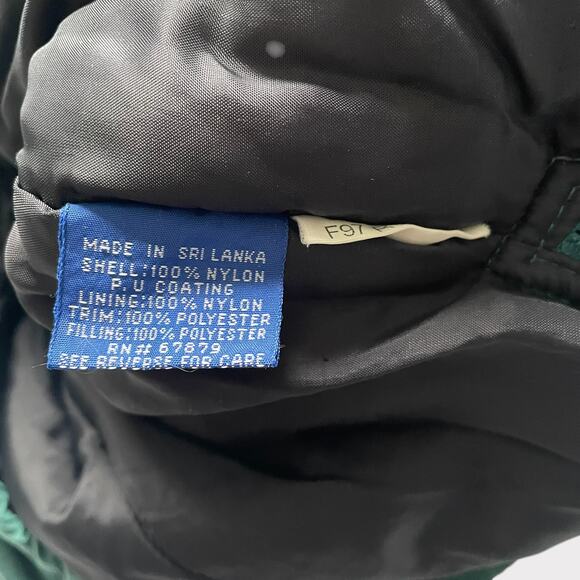 MADE IN SRI LANKA
SHELL:100% NYLON
P.U COATING
LINING:100% NYLON
TRIM:100% POLYESTER
FILLING:100% POLYESTER
RN# 67879
SEE REVERSE FOR CARE
F97